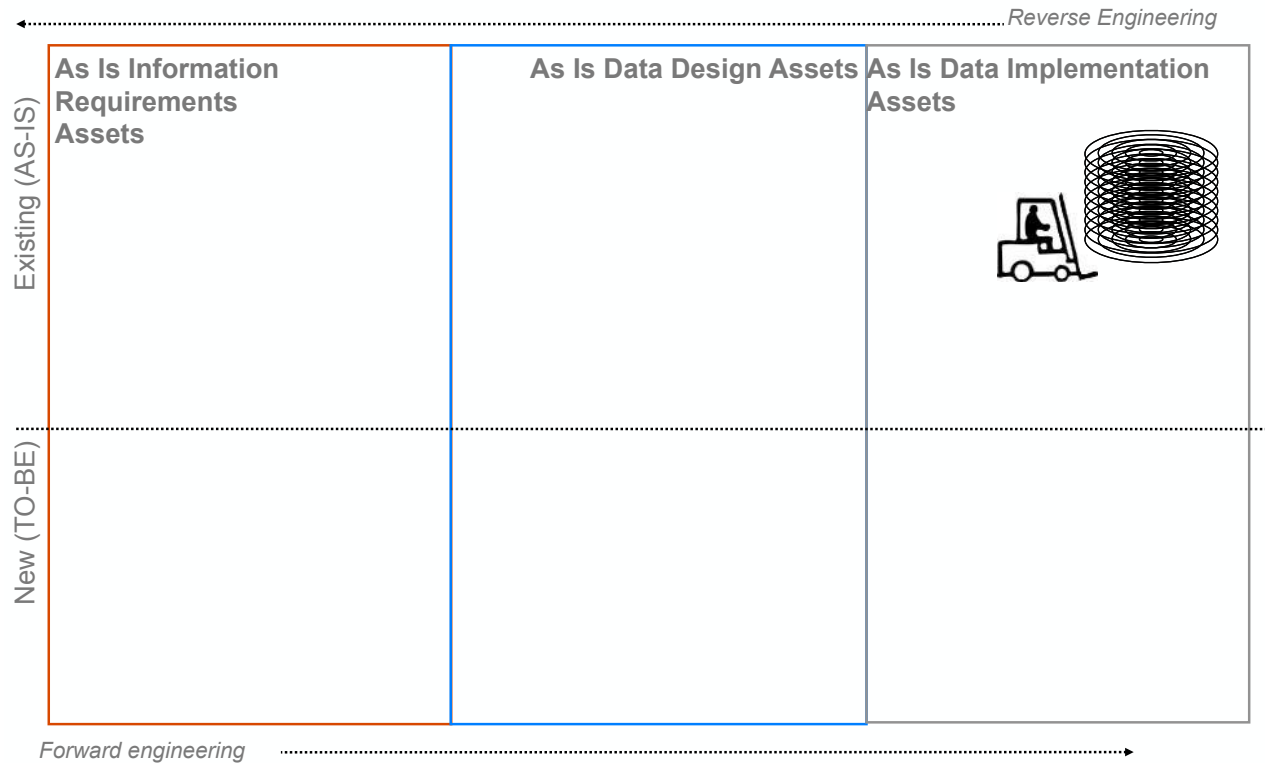 Reverse Engineering
As Is Information
Requirements
Assets
As Is Data Design Assets
As Is Data Implementation
Assets
Existing (AS-IS)
New (TO-BE)
Forward engineering